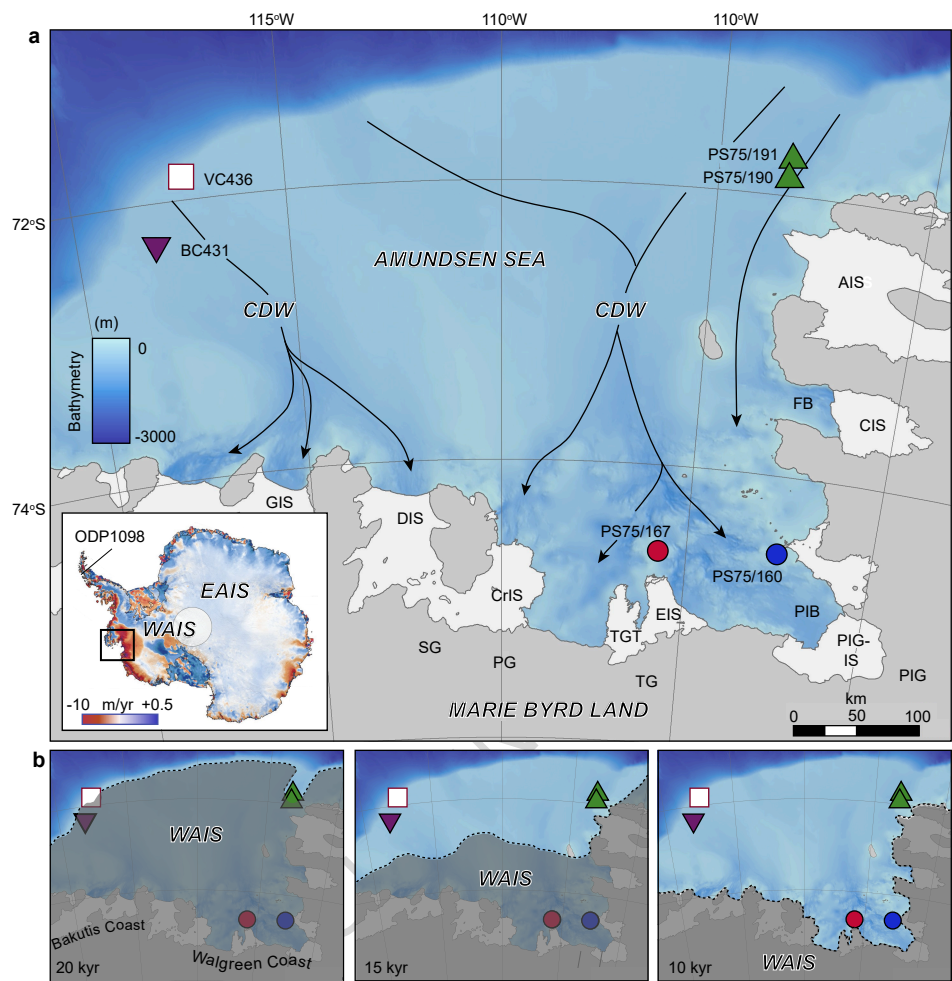 115°W 110°W 110°W
a
PS75/191
PS75/190
VC436
72°S
BC431
AMUNDSEN SEA
AIS
CDW CDW
(m)
0
Bathymetry
-3000
FB
CIS
74°S
GIS
DIS
PS75/167
PS75/160
ODP1098
EAIS
WAIS
CrIS
EIS
PIB
TGT
SG
PG
PIG-
IS
TG
PIG
-10 m/yr +0.5
MARIE BYRD LAND
km
0 50 100
b
WAIS
Bakutis Coast
Walgreen Coast
20 kyr
WAIS
15 kyr
WAIS
10 kyr